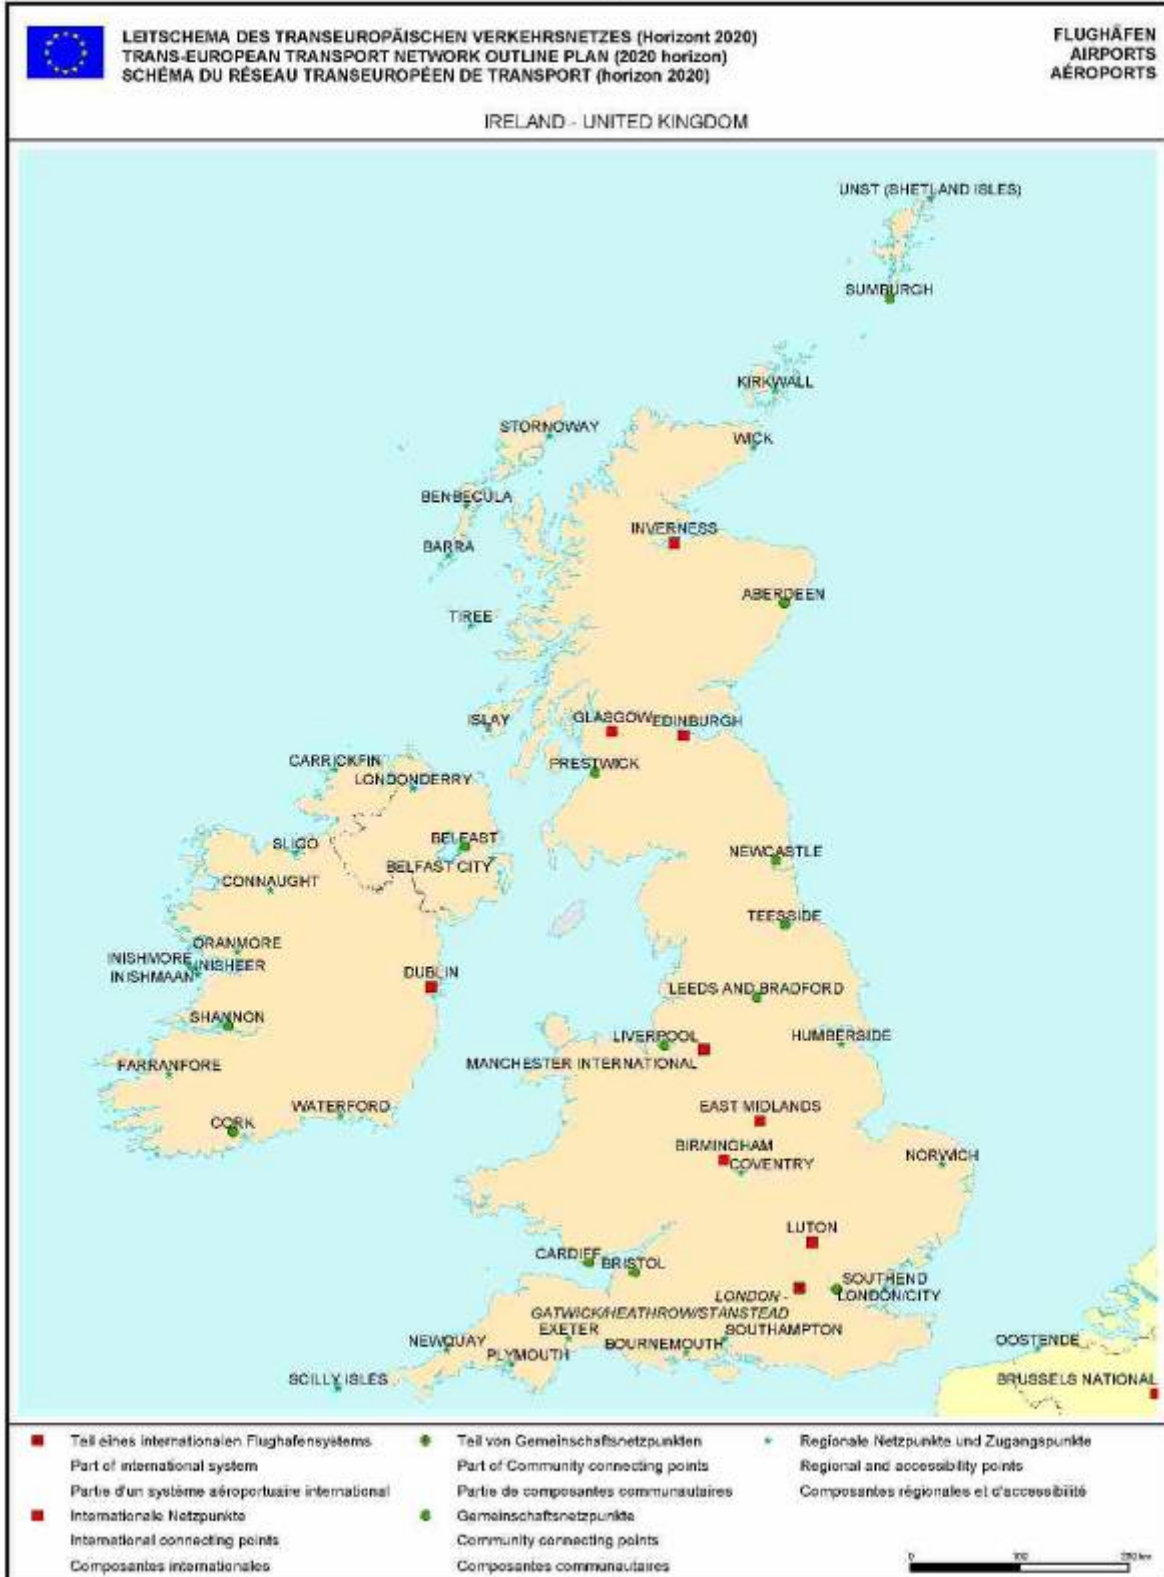 LEITSCHEMA DES TRANSEUROPÄISCHEN VERKEHRSNETZES (Horizont 2020)
TRANS-EUROPEAN TRANSPORT NETWORK OUTLINE PLAN (2020 horizon)
SCHÉMA DU RÉSEAU TRANSEUROPÉEN DE TRANSPORT (horizon 2020)
FLUGHÄFEN
AIRPORTS
AÉROPORTS
IRELAND - UNITED KINGDOM
UNST (SHETLAND ISLES)
SUMBURGH
KIRKWALL
STORNOWAY
WICK
BENBECULA
INVERNESS
BARRA
ABERDEEN
TIREE
ISLAY
GLASGOW
EDINBURGH
CARRICKFIN
PRESTWICK
LONDONDERRY
SLIGO
BELFAST
NEWCASTLE
BELFAST CITY
CONNAUGHT
TEESSIDE
ORANMORE
INISHMORE
INISHEER
INISHMAAN
DUBLIN
LEEDS AND BRADFORD
SHANNON
LIVERPOOL
HUMBERSIDE
FARRANFORE
MANCHESTER INTERNATIONAL
WATERFORD
EAST MIDLANDS
CORK
BIRMINGHAM
COVENTRY
NORWICH
LUTON
CARDIFF
BRISTOL
SOUTHEND
LONDON -
LONDON/CITY
GATWICK/HEATHROW/STANSTEAD
EXETER
SOUTHAMPTON
NEWQUAY
BOURNEMOUTH
OOSTENDE
PLYMOUTH
SCILLY ISLES
BRUSSELS NATIONAL
Teil eines internationalen Flughafensystems
Part of international system
Partie d'un système aéroportuaire international
Internationale Netzpunkte
International connecting points
Composantes internationales
Teil von Gemeinschaftsnetzpunkten
Part of Community connecting points
Partie de composantes communautaires
Gemeinschaftsnetzpunkte
Community connecting points
Composantes communautaires
Regionale Netzpunkte und Zugangspunkte
Regional and accessibility points
Composantes régionales et d'accessibilité
0 100 200 km